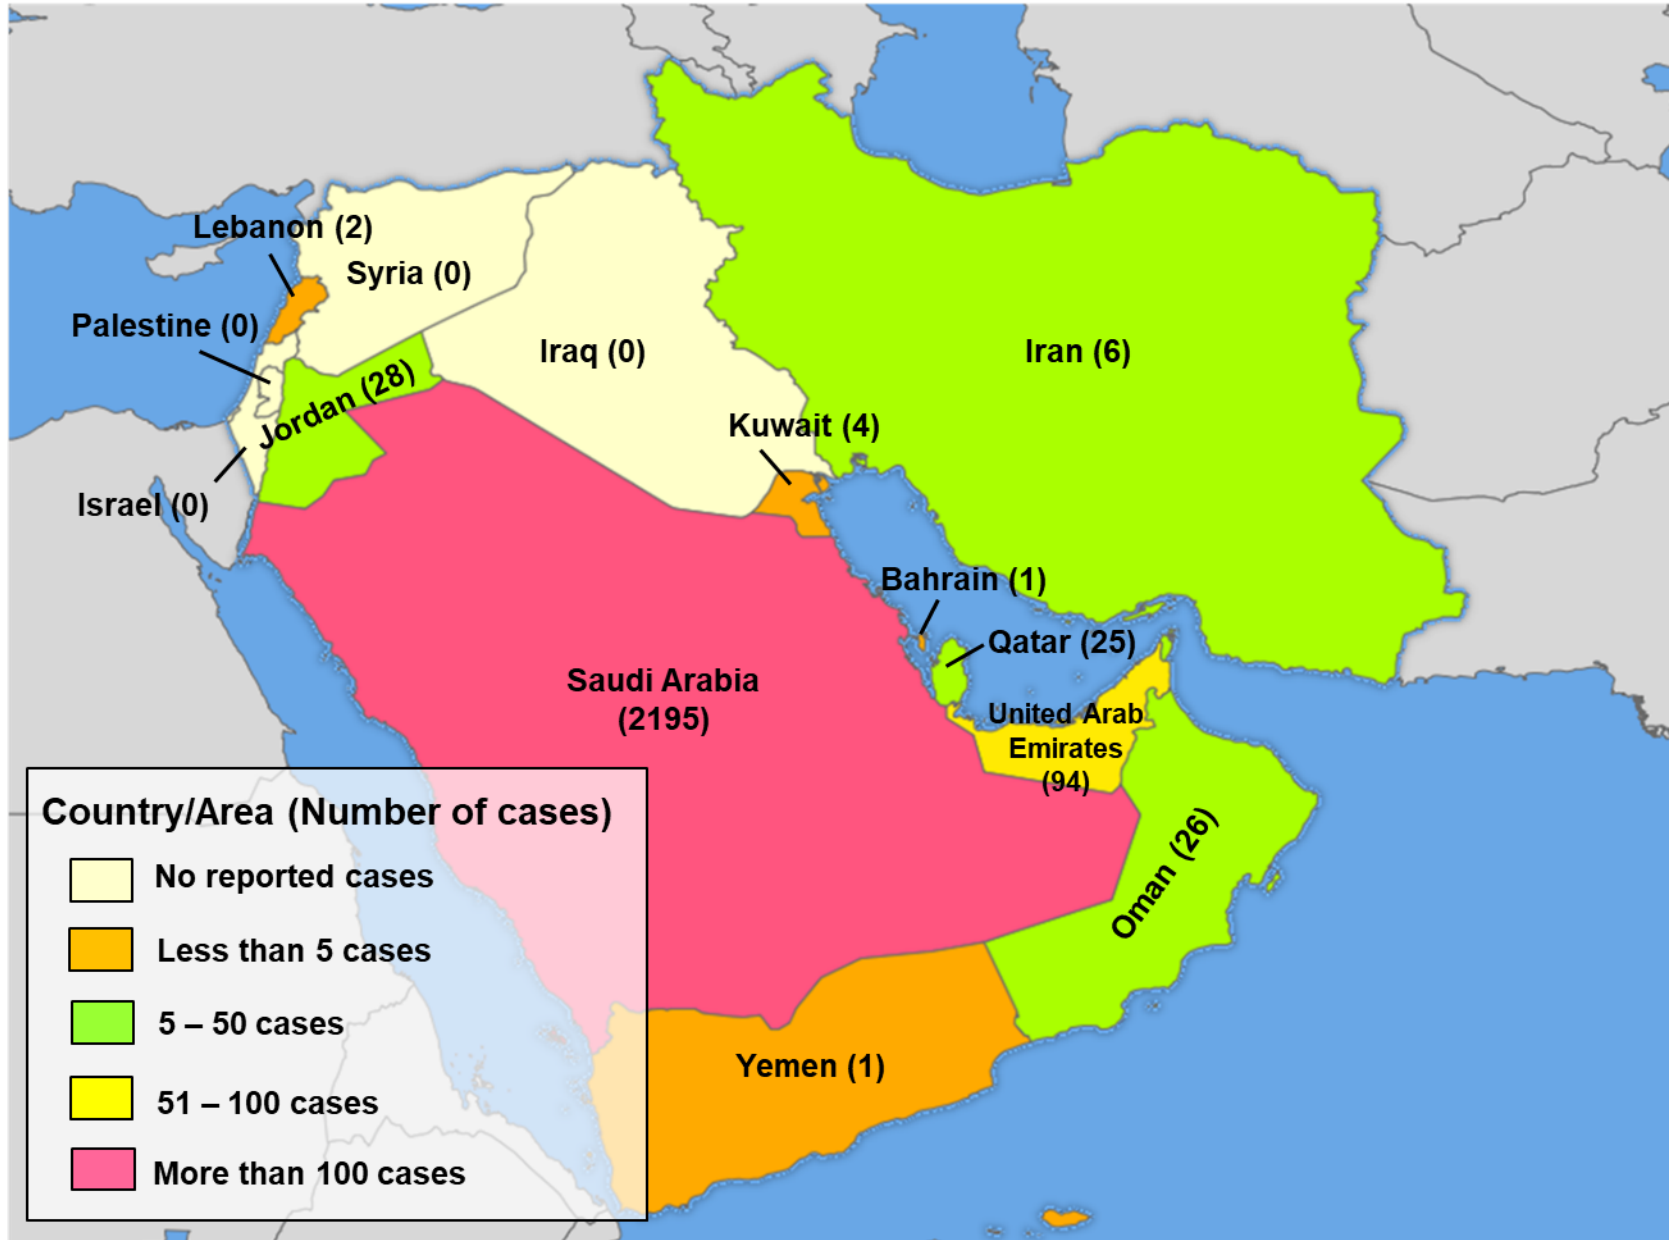 Lebanon (2)
Syria (0)
Palestine (0)
Iraq (0)
Iran (6)
Jordan (28)
Kuwait (4)
Israel (0)
Bahrain (1)
Qatar (25)
Saudi Arabia
(2195)
United Arab
Emirates
(94)
Oman (26)
Yemen (1)
Country/Area (Number of cases)
No reported cases
Less than 5 cases
5 – 50 cases
51 – 100 cases
More than 100 cases